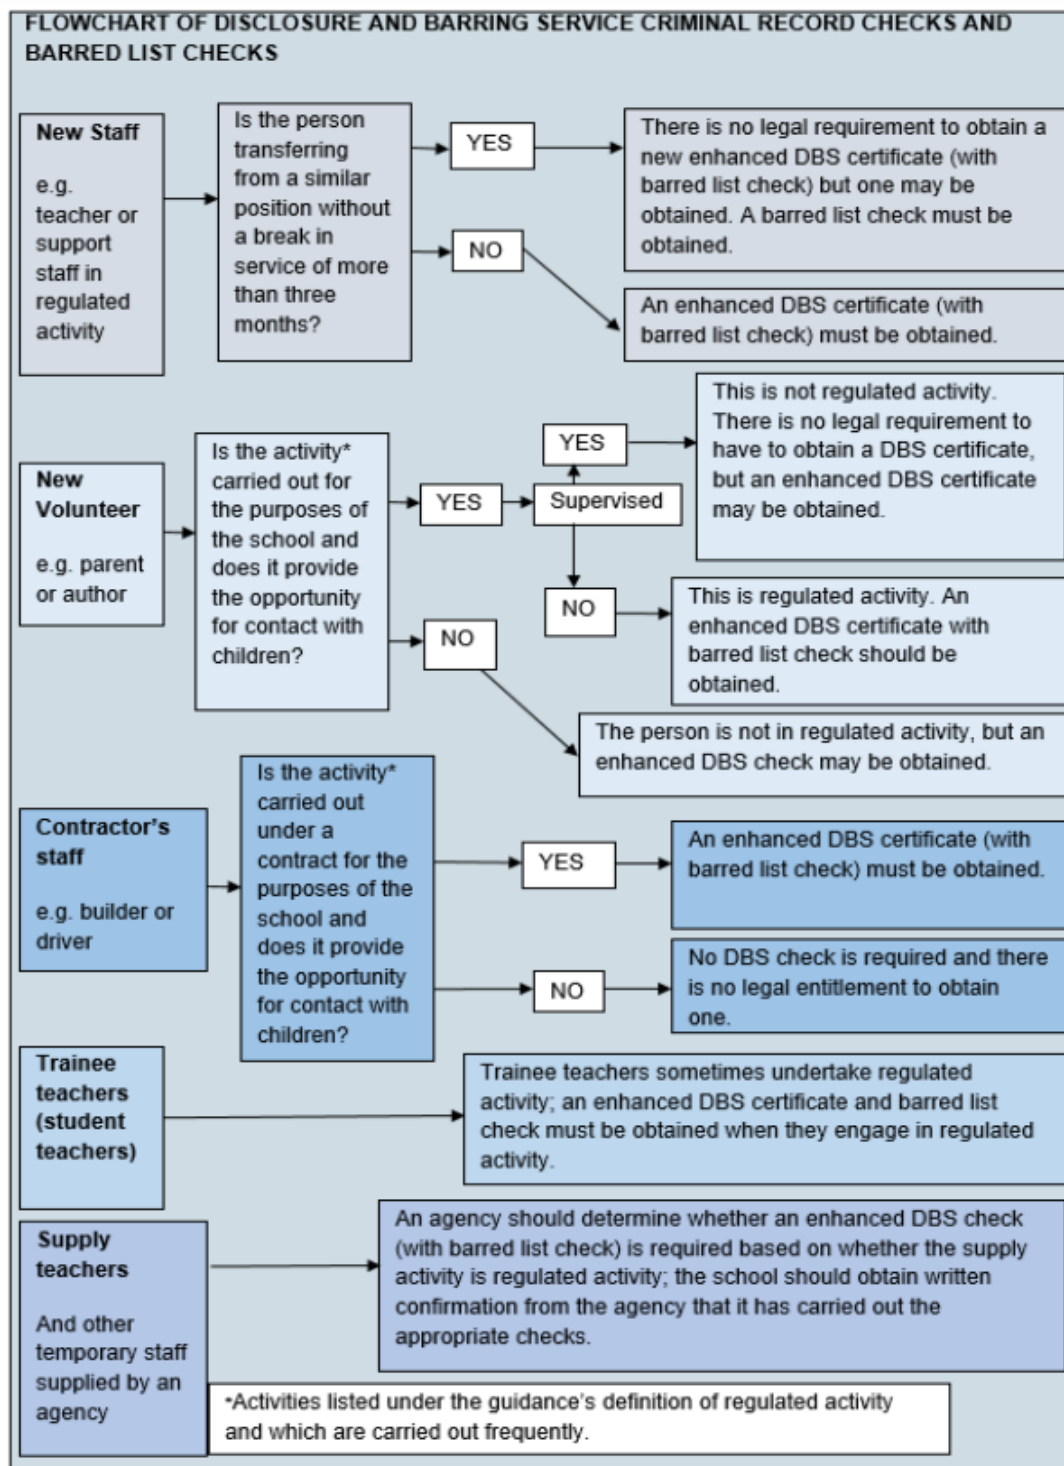 FLOWCHART OF DISCLOSURE AND BARRING SERVICE CRIMINAL RECORD CHECKS AND
BARRED LIST CHECKS
New Staff
e.g.
teacher or
support
staff in
regulated
activity
Is the person
transferring
from a similar
position without
a break in
service of more
than three
months?
YES
There is no legal requirement to obtain a
new enhanced DBS certificate (with
barred list check) but one may be
obtained. A barred list check must be
obtained.
NO
An enhanced DBS certificate (with
barred list check) must be obtained.
New
Volunteer
e.g. parent
or author
Is the activity*
carried out for
the purposes of
the school and
does it provide
the opportunity
for contact with
children?
YES
Supervised
YES
This is not regulated activity.
There is no legal requirement to
have to obtain a DBS certificate,
but an enhanced DBS certificate
may be obtained.
NO
This is regulated activity. An
enhanced DBS certificate with
barred list check should be
obtained.
NO
The person is not in regulated activity, but an
enhanced DBS check may be obtained.
Contractor's
staff
e.g. builder or
driver
Is the activity*
carried out
under a
contract for the
purposes of the
school and
does it provide
the opportunity
for contact with
children?
YES
An enhanced DBS certificate (with
barred list check) must be obtained.
NO
No DBS check is required and there
is no legal entitlement to obtain
one.
Trainee
teachers
(student
teachers)
Trainee teachers sometimes undertake regulated
activity; an enhanced DBS certificate and barred list
check must be obtained when they engage in regulated
activity.
Supply
teachers
And other
temporary staff
supplied by an
agency
An agency should determine whether an enhanced DBS check
(with barred list check) is required based on whether the supply
activity is regulated activity; the school should obtain written
confirmation from the agency that it has carried out the
appropriate checks.
*Activities listed under the guidance's definition of regulated activity
and which are carried out frequently.